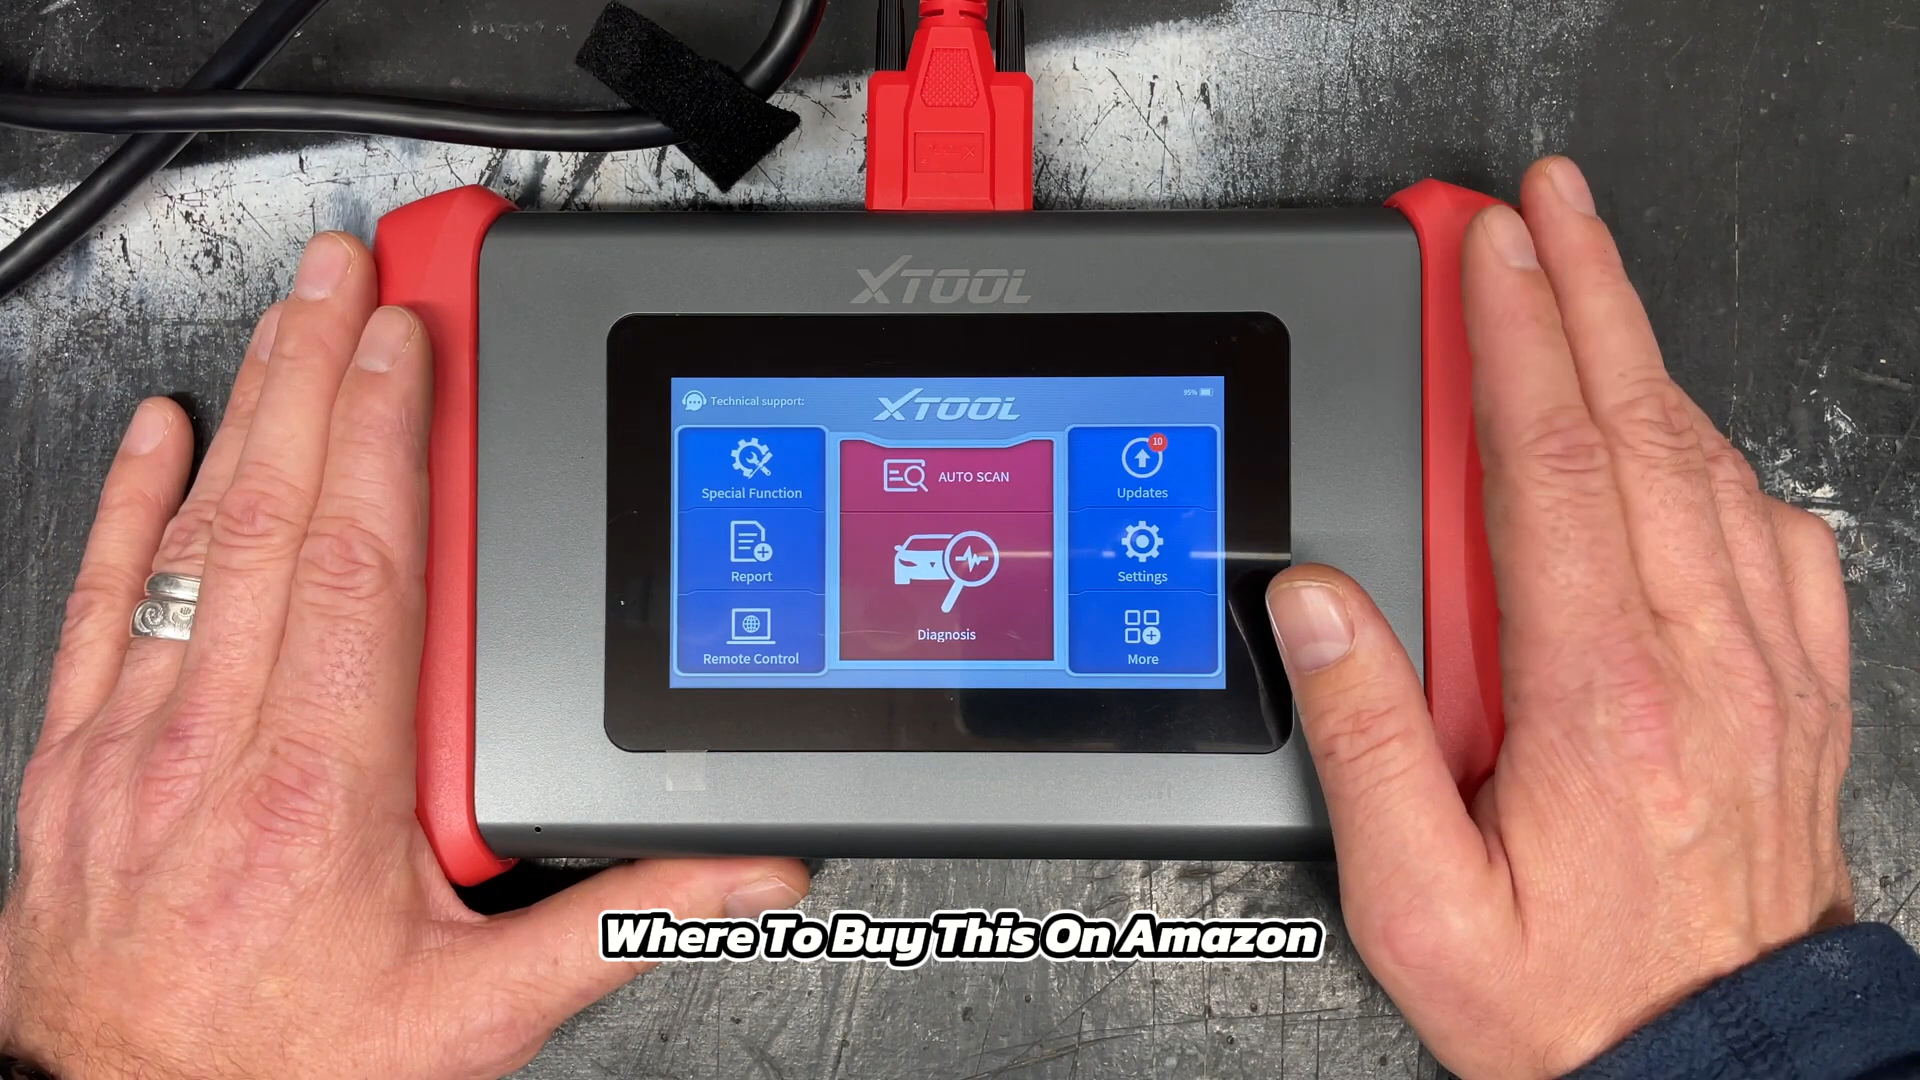 XTOOL
Technical support:
XTOOL
95%
Special Function
AUTO SCAN
10
Updates
Report
Diagnosis
Settings
Remote Control
More
Where To Buy This On Amazon